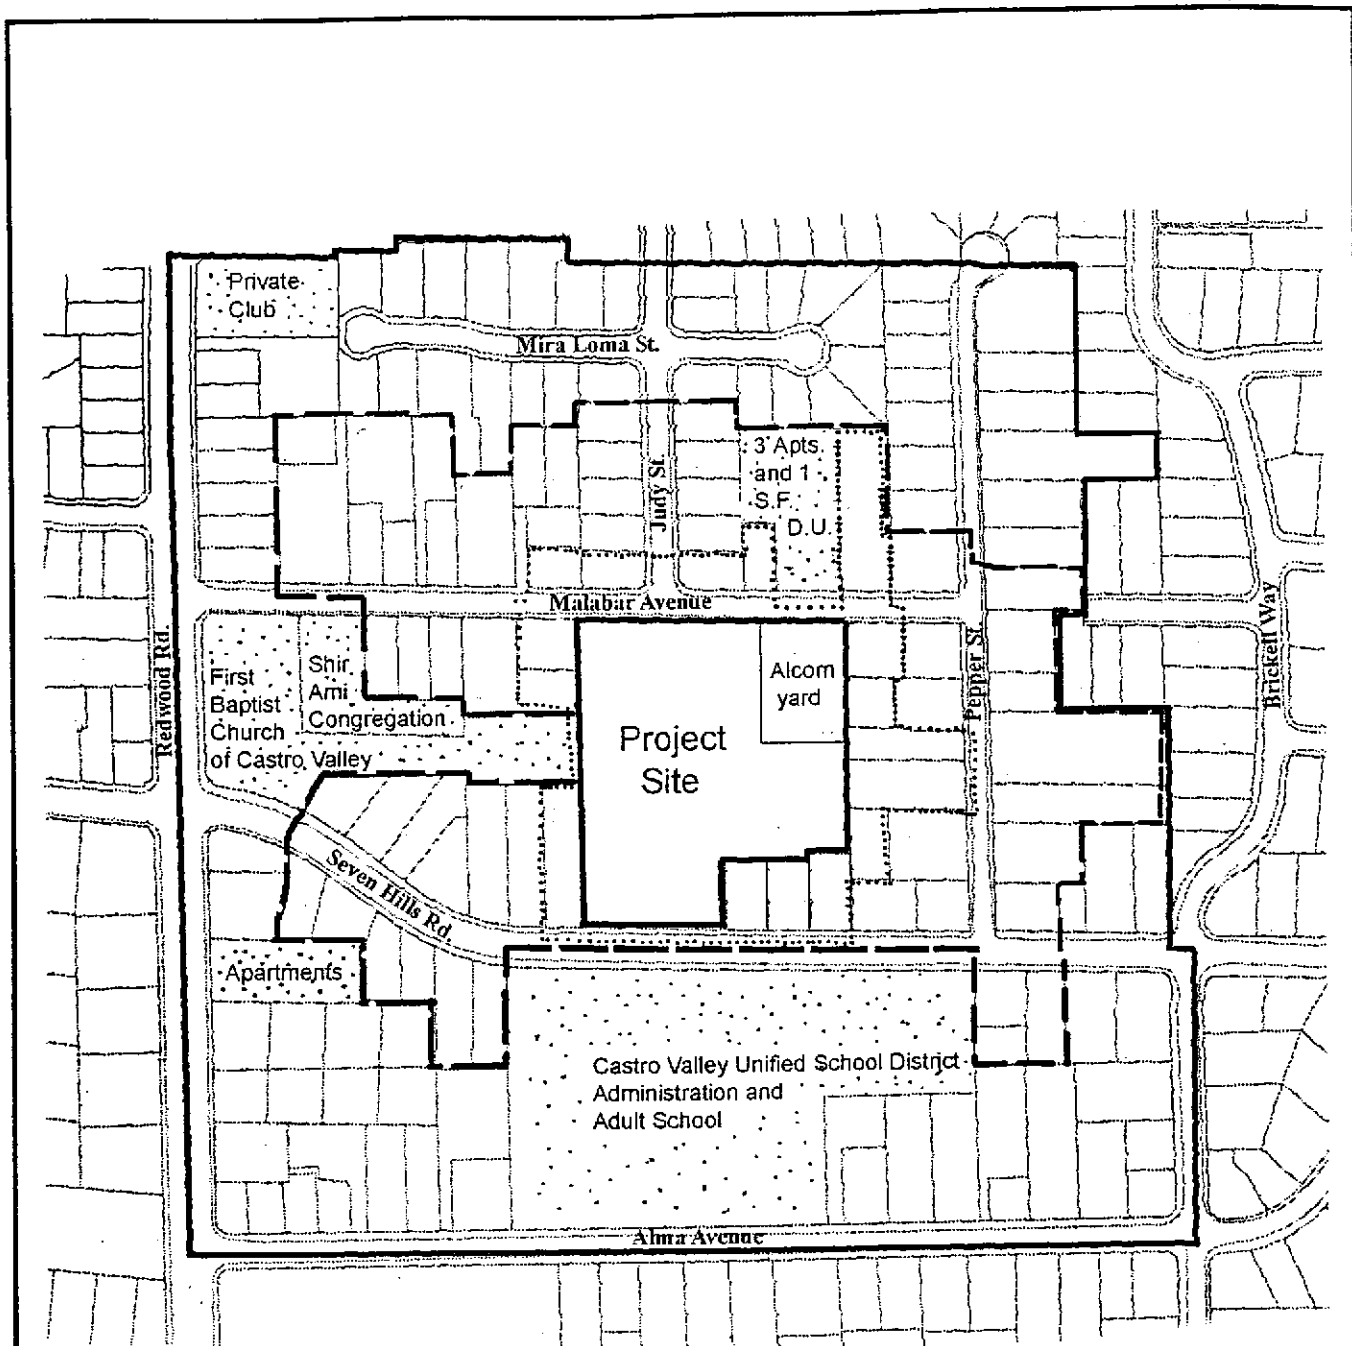 Private
Club
Mira Loma St.
3 Apts.
and 1
S.F.
D.U.
Judy St.
Malabar Avenue
Redwood Rd.
First
Baptist
Church
of Castro Valley
Shir
Ami
Congregation
Project
Site
Alcorn
yard
Pepper St.
Brickell Way
Seven Hills Rd.
Apartments
Castro Valley Unified School District
Administration and
Adult School
Alma Avenue